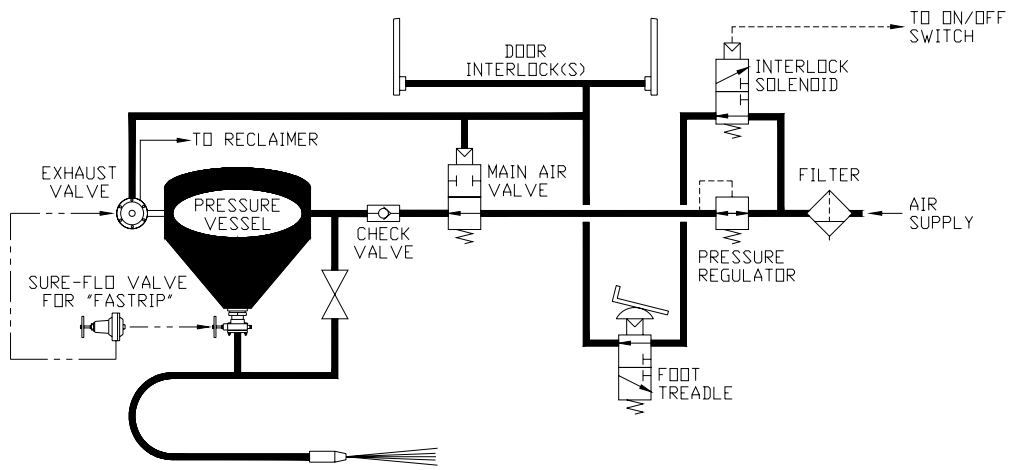 TO ON/OFF
SWITCH
DOOR
INTERLOCK(S)
INTERLOCK
SOLENOID
TO RECLAIMER
EXHAUST
VALVE
MAIN AIR
VALVE
FILTER
PRESSURE
VESSEL
AIR
SUPPLY
CHECK
VALVE
PRESSURE
REGULATOR
SURE-FLO VALVE
FOR "FASTRIP"
FOOT
TREADLE